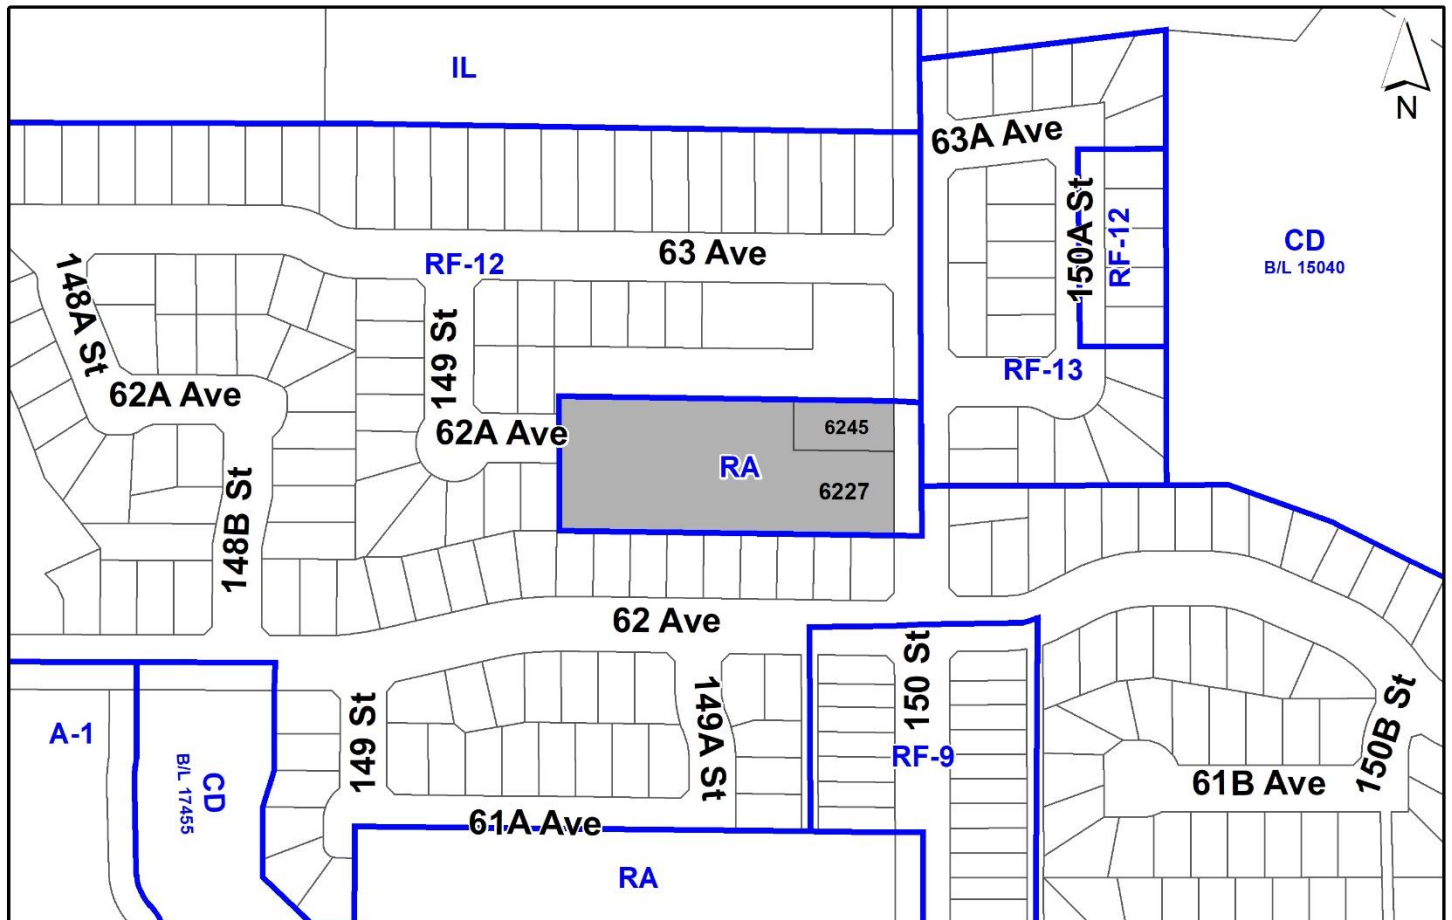 IL
N
63A Ave
150A St
RF-12
CD
B/L 15040
63 Ave
RF-12
148A St
149 St
RF-13
62A Ave
62A Ave
6245
RA
6227
148B St
62 Ave
150 St
A-1
CD
B/L 17455
149 St
149A St
RF-9
150B St
61B Ave
61A Ave
RA